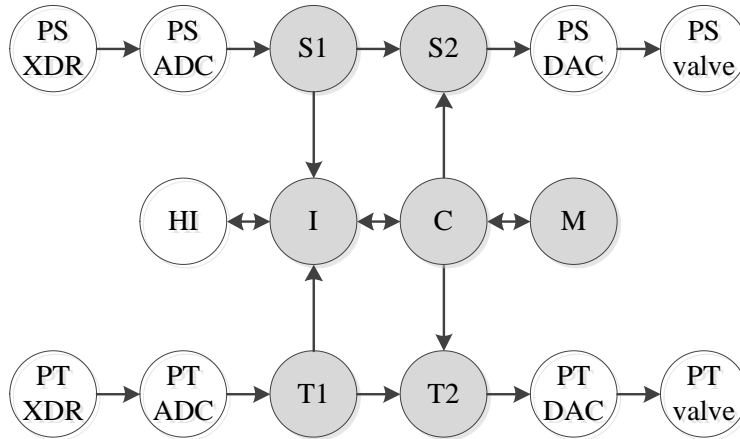 PS
XDR
PS
ADC
S1
S2
PS
DAC
PS
valve
HI
I
C
M
PT
XDR
PT
ADC
T1
T2
PT
DAC
PT
valve